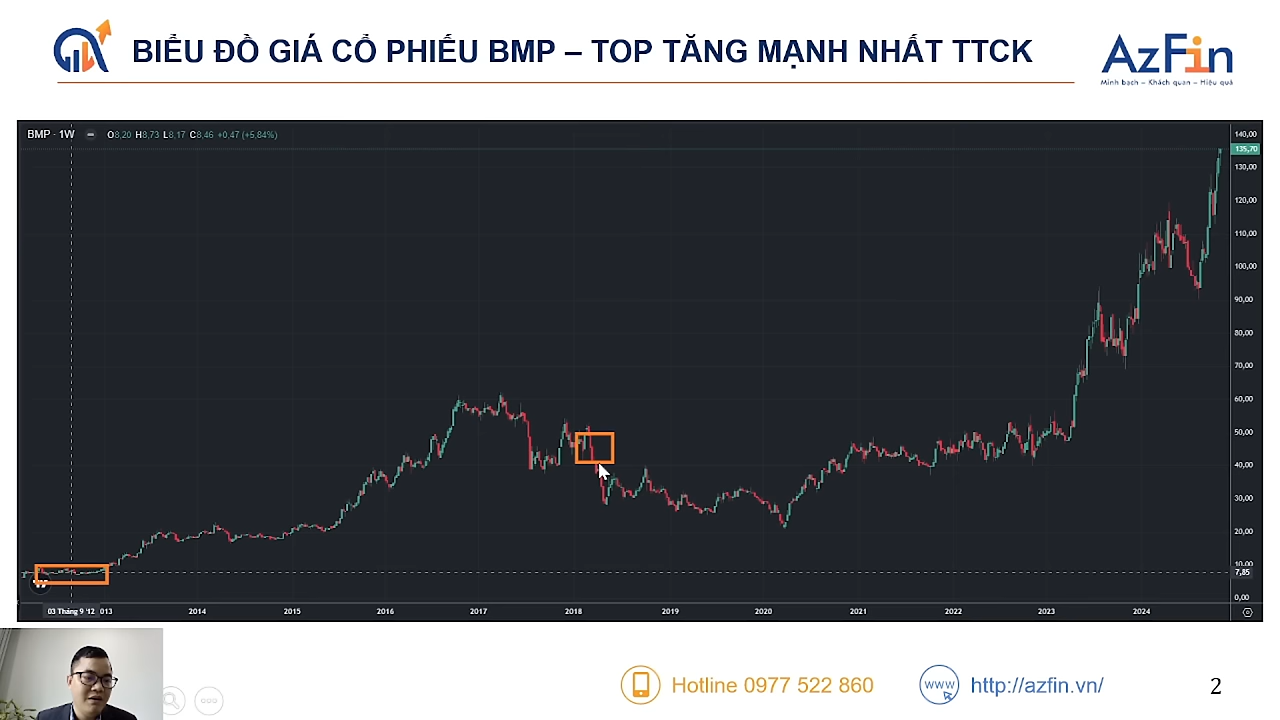 BIỂU ĐỒ GIÁ CỔ PHIẾU BMP – TOP TĂNG MẠNH NHẤT TTCK
AzFin
Minh bạch – Khách quan – Hiệu quả
BMP · 1W O8,20 H8,73 L8,17 C8,46 +0,47 (+5,84%)
140,00
135,70
130,00
120,00
110,00
100,00
90,00
80,00
70,00
60,00
50,00
40,00
30,00
20,00
10,00
7,85
0,00
03 Tháng 9 '12 013 2014 2015 2016 2017 2018 2019 2020 2021 2022 2023 2024
Hotline 0977 522 860
www http://azfin.vn/
2